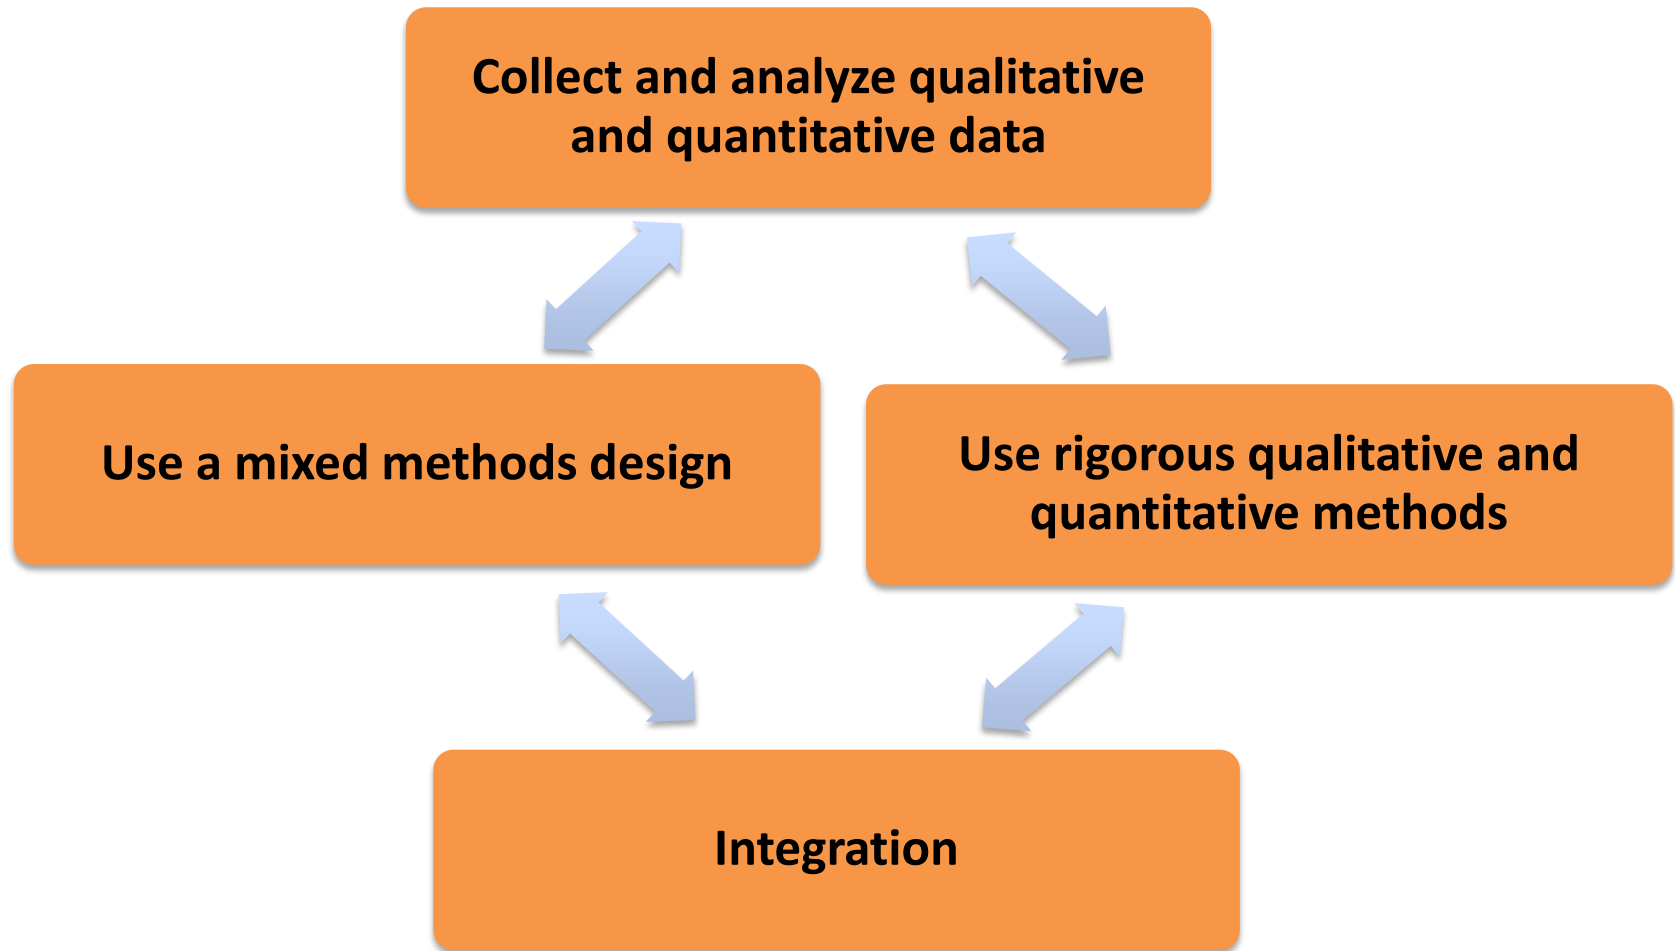 Collect and analyze qualitative
and quantitative data
Use a mixed methods design
Use rigorous qualitative and
quantitative methods
Integration